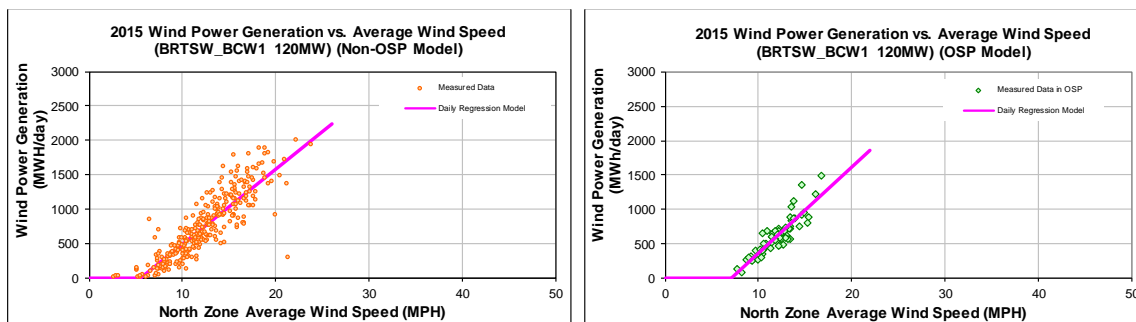 2015 Wind Power Generation vs. Average Wind Speed
(BRTSW_BCW1 120MW) (Non-OSP Model)
Wind Power Generation
(MWH/day)
3000
2500
2000
1500
1000
500
0
Measured Data
Daily Regression Model
0 10 20 30 40 50
North Zone Average Wind Speed (MPH)
2015 Wind Power Generation vs. Average Wind Speed
(BRTSW_BCW1 120MW) (OSP Model)
Wind Power Generation
(MWh/day)
3000
2500
2000
1500
1000
500
0
Measured Data in OSP
Daily Regression Model
0 10 20 30 40 50
North Zone Average Wind Speed (MPH)